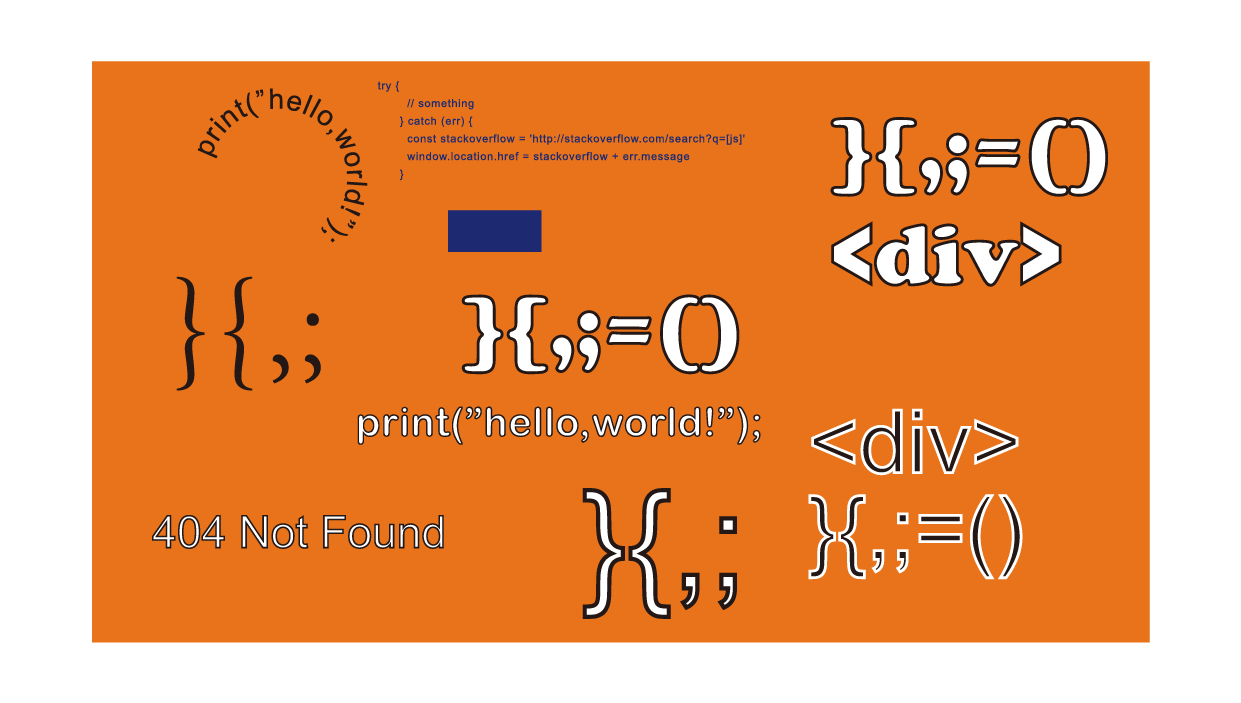 print(”hello,world!“);
try {
// something
} catch (err) {
const stackoverflow = 'http://stackoverflow.com/search?q=[js]'
window.location.href = stackoverflow + err.message
}
}{,;=()
<div>
}{,;
}{,;=()
print(”hello,world!”);
<div>
}{,;=()
404 Not Found
}{,;